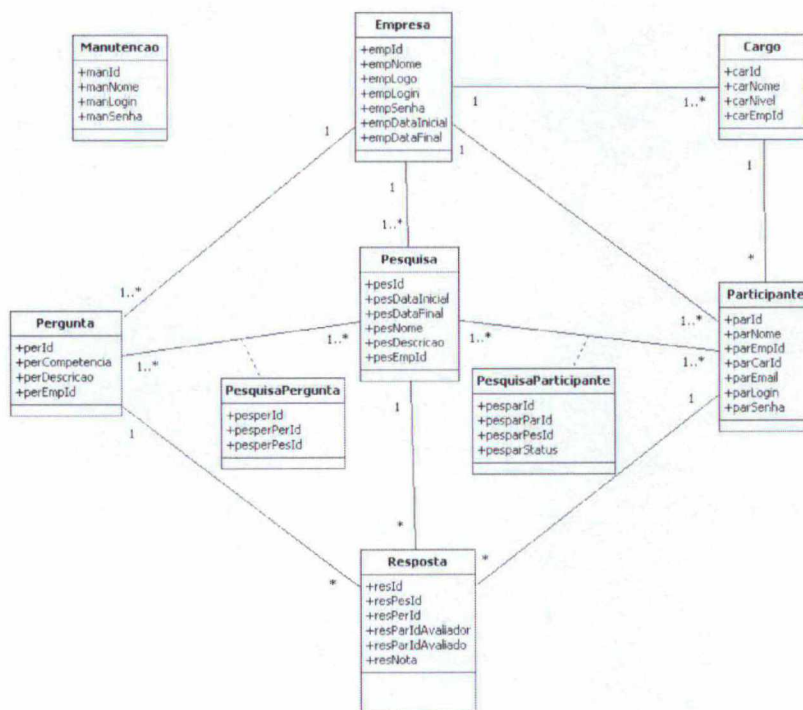 Empresa
+empId
+empNome
+empLogo
+empLogin
+empSenha
+empDataInicial
+empDataFinal
Manutencao
+manId
+manNome
+manLogin
+manSenha
Cargo
+carId
+carNome
+carNivel
+carEmpId
1
1..*
1
1
1
1
1..*
*
1..*
1..*
Pesquisa
+pesId
+pesDataInicial
+pesDataFinal
+pesNome
+pesDescricao
+pesEmpId
Pergunta
+perId
+perCompetencia
+perDescricao
+perEmpId
Participante
+parId
+parNome
+parEmpId
+parCarId
+parEmail
+parLogin
+parSenha
1..*
1..*
1..*
1..*
PesquisaPergunta
+pesperId
+pesperPerId
+pesperPesId
PesquisaParticipante
+pesparId
+pesparParId
+pesparPesId
+pesparStatus
1
1
1
*
*
*
Resposta
+resId
+resPesId
+resPerId
+resParIdAvaliador
+resParIdAvaliado
+resNota